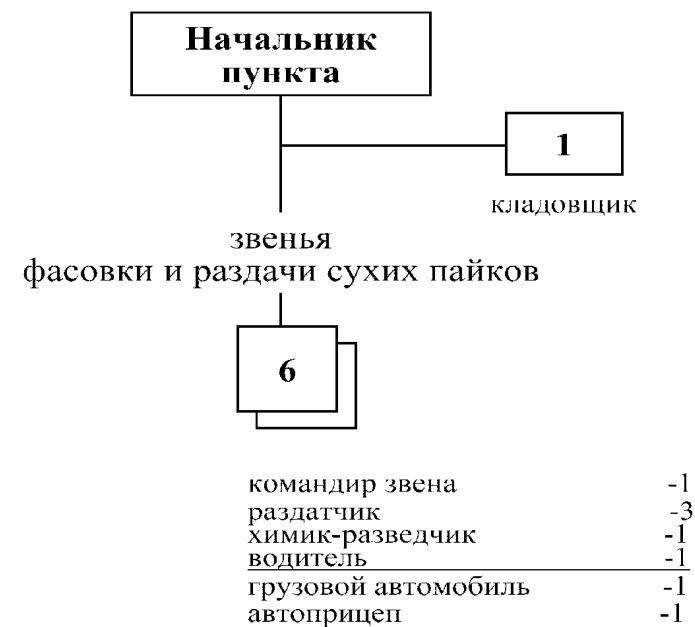 Начальник
пункта
1
кладовщик
звенья
фасовки и раздачи сухих пайков
6
командир звена -1
раздатчик -3
химик-разведчик -1
водитель -1
грузовой автомобиль -1
автоприцеп -1